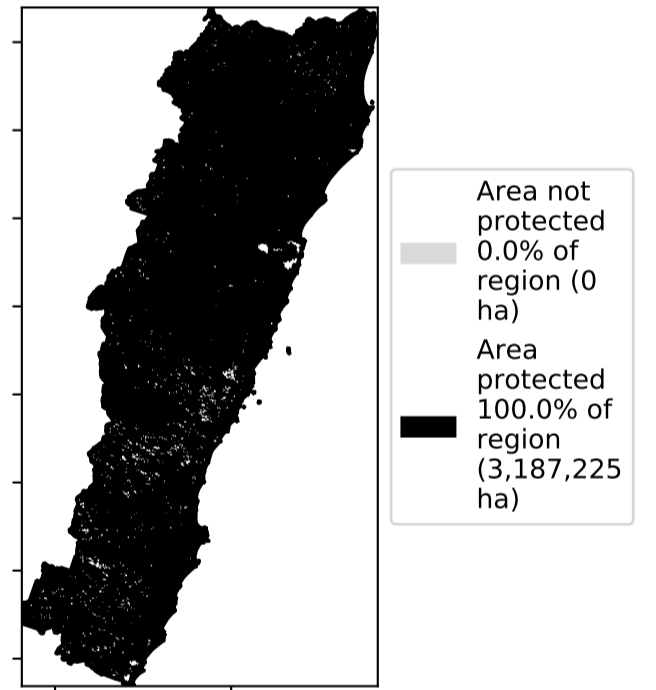 Area not
protected
0.0% of
region (0
ha)
Area
protected
100.0% of
region
(3,187,225
ha)